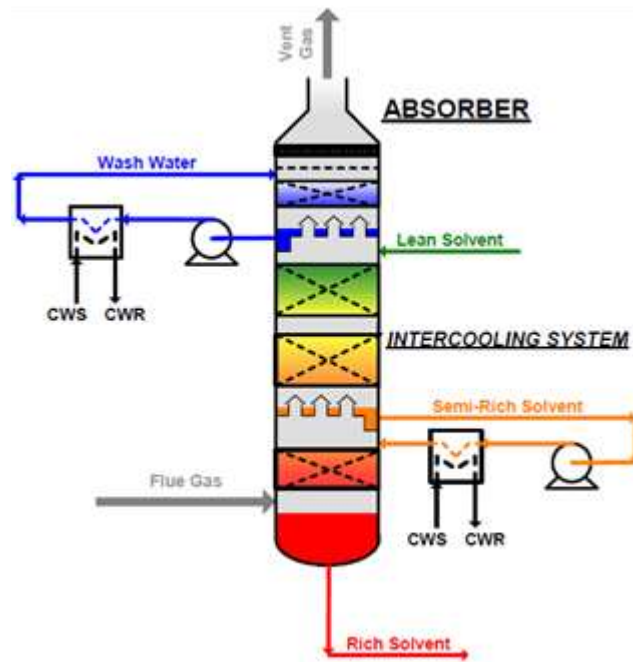 Vent
Gas
ABSORBER
Wash Water
Lean Solvent
CWS
CWR
INTERCOOLING SYSTEM
Semi-Rich Solvent
Flue Gas
CWS
CWR
Rich Solvent